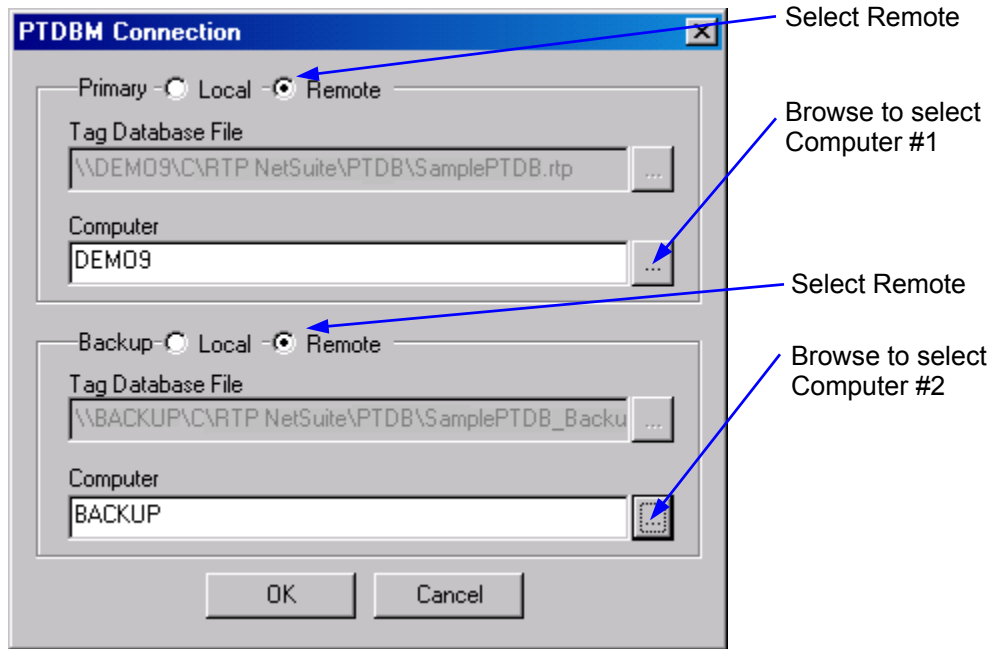 PTDBM Connection
Select Remote
Primary Local Remote
Tag Database File
\\DEMO9\C\RTP NetSuite\PTDB\SamplePTDB.rtp
...
Browse to select
Computer #1
Computer
DEMO9
...
Select Remote
Backup Local Remote
Tag Database File
\\BACKUP\C\RTP NetSuite\PTDB\SamplePTDB_Backu
...
Browse to select
Computer #2
Computer
BACKUP
...
OK
Cancel